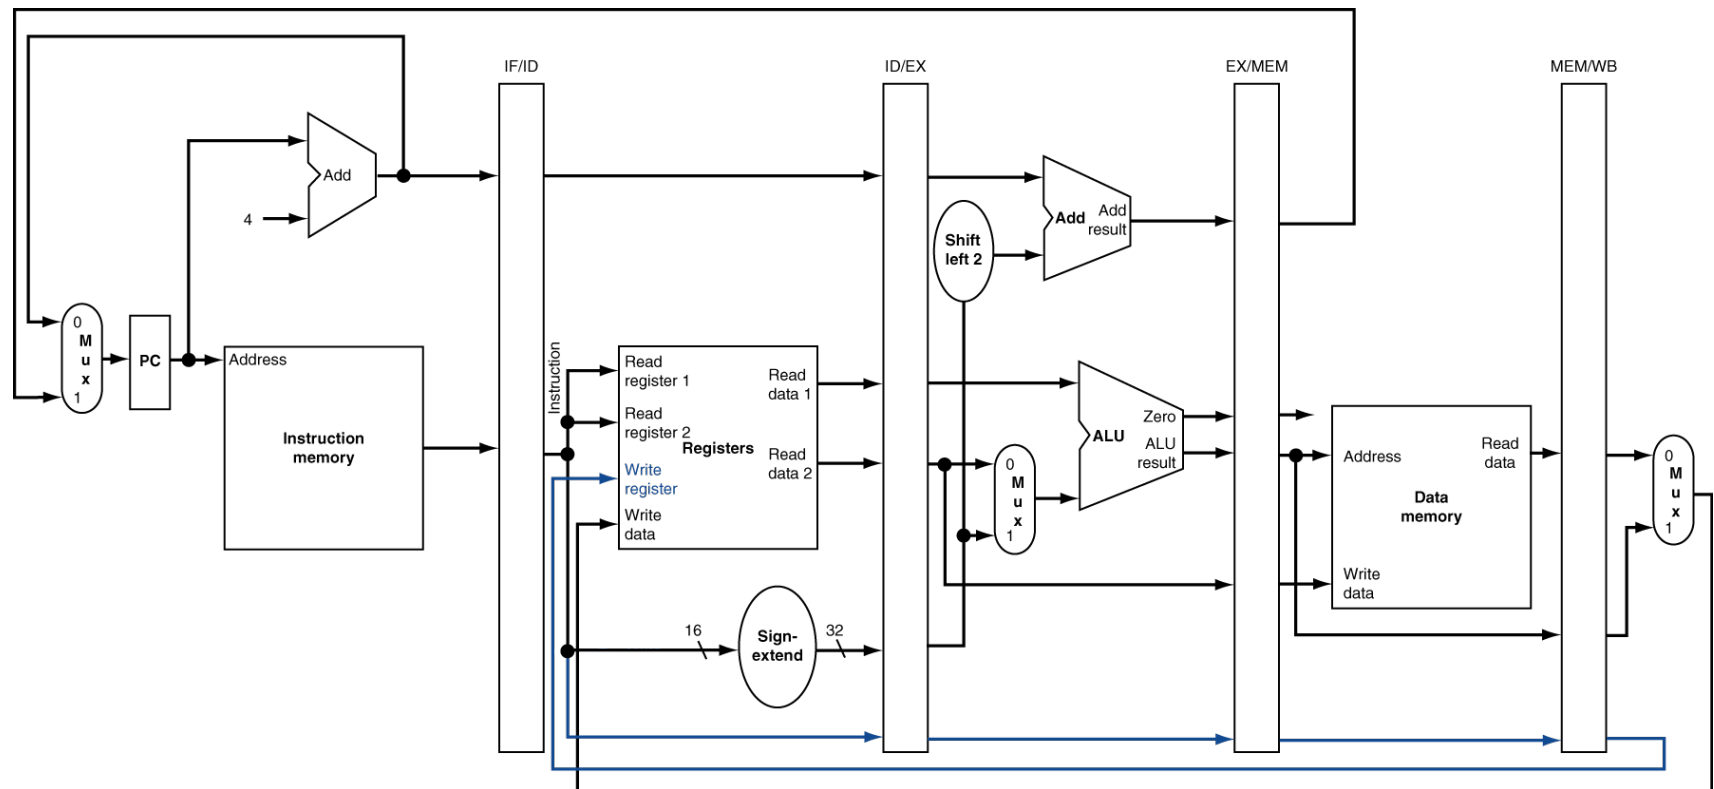 IF/ID
ID/EX
EX/MEM
MEM/WB
Add
4
Add
Add
result
Shift
left 2
0
M
u
x
1
PC
Address
Instruction
memory
Instruction
Read
register 1
Read
register 2
Write
register
Write
data
Registers
Read
data 1
Read
data 2
16
Sign-
extend
32
0
M
u
x
1
Zero
ALU
ALU
result
Address
Read
data
Data
memory
Write
data
0
M
u
x
1